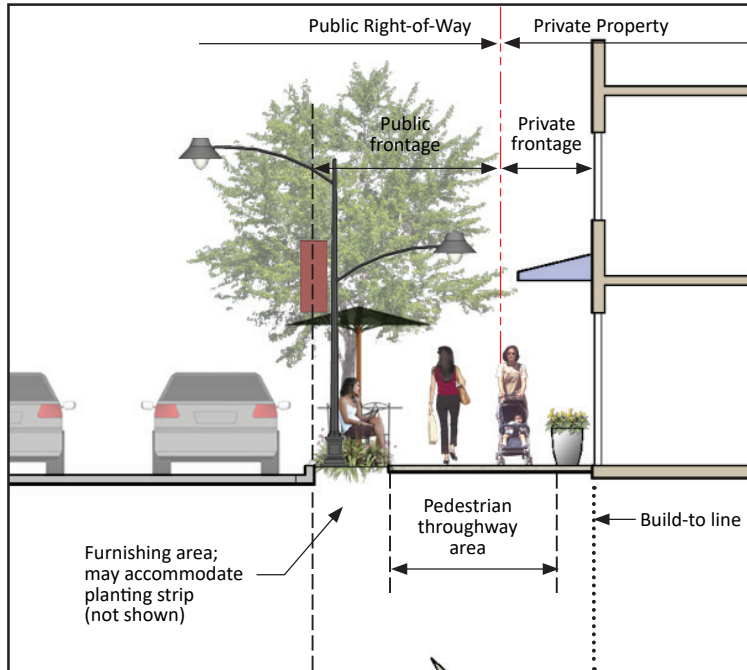 Public Right-of-Way
Private Property
Public
frontage
Private
frontage
Pedestrian
throughway
area
Build-to line
Furnishing area;
may accommodate
planting strip
(not shown)